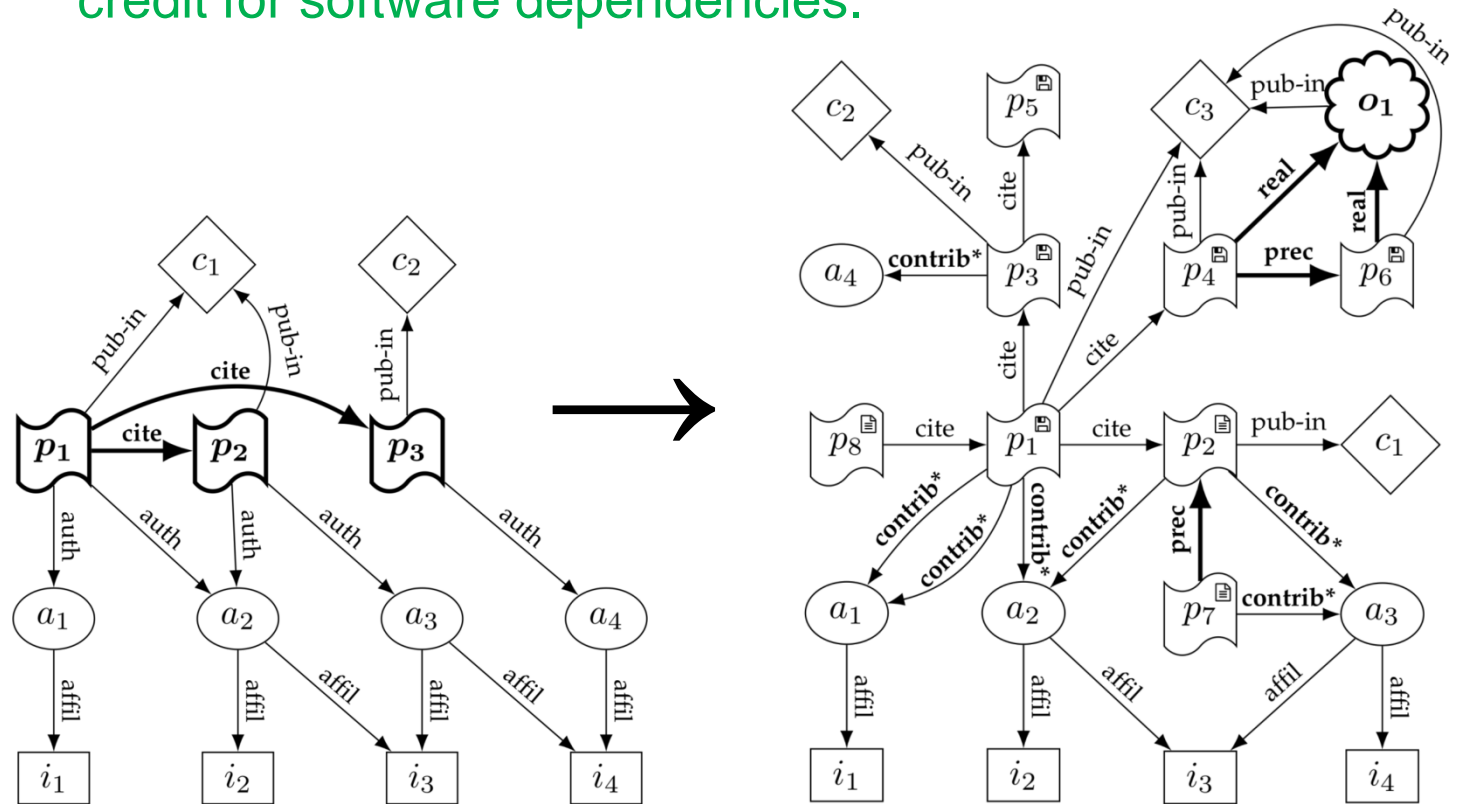 credit for software dependencies.
c1
c2
pub-in
pub-in
pub-in
cite
cite
p1
p2
p3
auth
auth
auth
auth
auth
a1
a2
a3
a4
affil
affil
affil
affil
affil
affil
i1
i2
i3
i4
pub-in
c2
p5
c3
pub-in
o1
pub-in
cite
pub-in
real
real
a4
contrib*
p3
pub-in
p4
prec
p6
cite
cite
p8
cite
p1
cite
p2
pub-in
c1
contrib*
contrib*
contrib*
contrib*
contrib*
prec
a1
a2
p7
contrib*
a3
affil
affil
affil
affil
affil
i1
i2
i3
i4